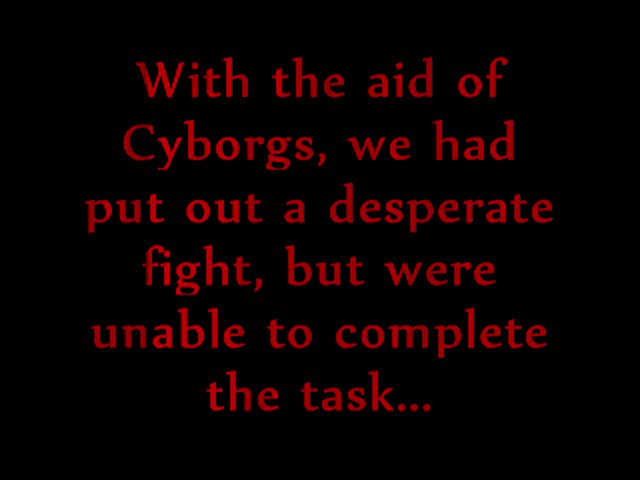 With the aid of
Cyborgs, we had
put out a desperate
fight, but were
unable to complete
the task...